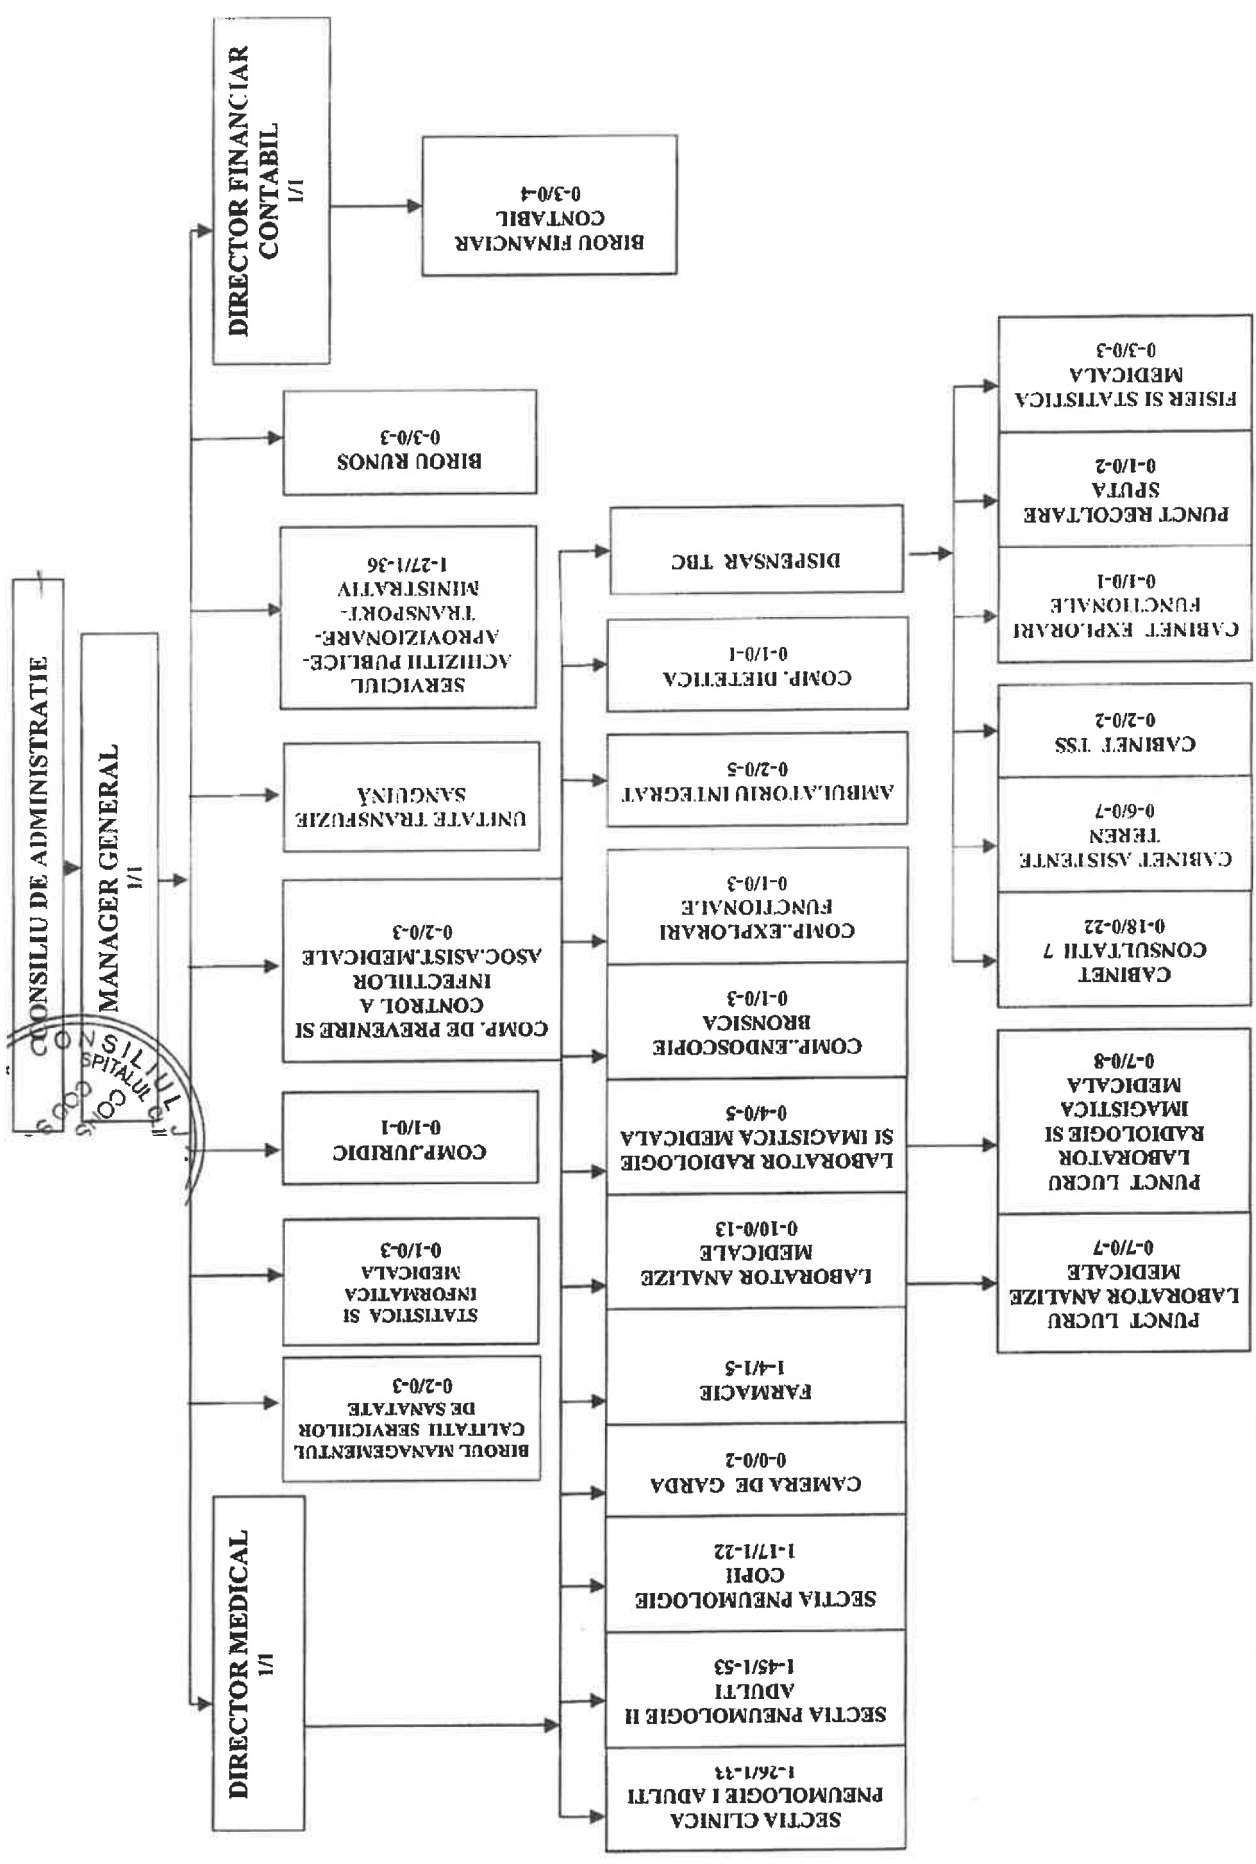 CONSILIU DE ADMINISTRATIE
MANAGER GENERAL
1/1
CONSILIUL J
SPITALUL CLI
DIRECTOR MEDICAL
1/1
BIROUL MANAGEMENTUL
CALITATII SERVICIILOR
DE SANATATE
0-2/0-3
STATISTICA SI
INFORMATICA
MEDICALA
0-1/0-3
COMP.JURIDIC
0-1/0-1
COMP. DE PREVENIRE SI
CONTROL A
INFECTIILOR
ASOC.ASIST.MEDICALE
0-2/0-3
UNITATE TRANSFUZIE
SANGUINĂ
SERVICIUL
ACHIZITII PUBLICE-
APROVIZIONARE-
TRANSPORT-
MINISTRATIV
1-27/1-36
BIROU RUNOS
0-3/0-3
DIRECTOR FINANCIAR
CONTABIL
1/1
BIROU FINANCIAR
CONTABIL
0-3/0-4
SECTIA CLINICA
PNEUMOLOGIE I ADULTI
1-26/1-33
SECTIA PNEUMOLOGIE II
ADULTI
1-45/1-53
SECTIA PNEUMOLOGIE
COPII
1-17/1-22
CAMERA DE GARDA
0-0/0-2
FARMACIE
1-4/1-5
LABORATOR ANALIZE
MEDICALE
0-10/0-13
LABORATOR RADIOLOGIE
SI IMAGISTICA MEDICALA
0-4/0-5
COMP..ENDOSCOPIE
BRONSICA
0-1/0-3
COMP..EXPLORARI
FUNCTIONALE
0-1/0-3
AMBULATORIU INTEGRAT
0-2/0-5
COMP. DIETETICA
0-1/0-1
DISPENSAR TBC
PUNCT LUCRU
LABORATOR ANALIZE
MEDICALE
0-7/0-7
PUNCT LUCRU
LABORATOR
RADIOLOGIE SI
IMAGISTICA
MEDICALA
0-7/0-8
CABINET
CONSULTATII 7
0-18/0-22
CABINET ASISTENTE
TEREN
0-6/0-7
CABINET TSS
0-2/0-2
CABINET EXPLORARI
FUNCTIONALE
0-1/0-1
PUNCT RECOLTARE
SPUTA
0-1/0-2
FISIER SI STATISTICA
MEDICALA
0-3/0-3